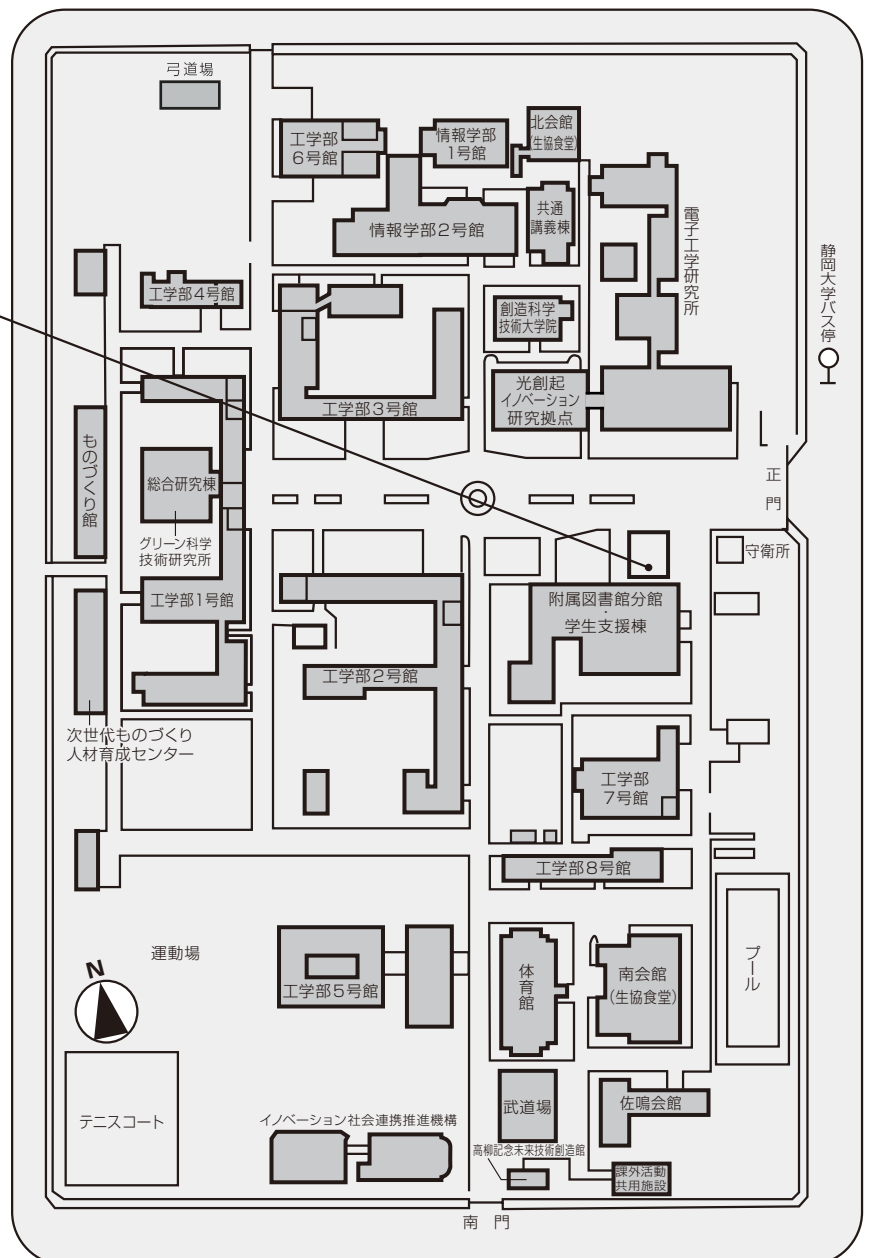 弓道場
工学部
6号館
情報学部
1号館
北会館
(生協食堂)
情報学部2号館
共通
講義棟
電子工学研究所
静岡大学バス停
工学部4号館
創造科学
技術大学院
工学部3号館
光創起
イノベーション
研究拠点
ものづくり館
総合研究棟
グリーン科学
技術研究所
正門
守衛所
工学部1号館
附属図書館分館
・
学生支援棟
工学部2号館
次世代ものづくり
人材育成センター
工学部
7号館
工学部8号館
運動場
N
工学部5号館
体育館
南会館
(生協食堂)
プール
テニスコート
イノベーション社会連携推進機構
武道場
佐鳴会館
高柳記念未来技術創造館
課外活動
共用施設
南門